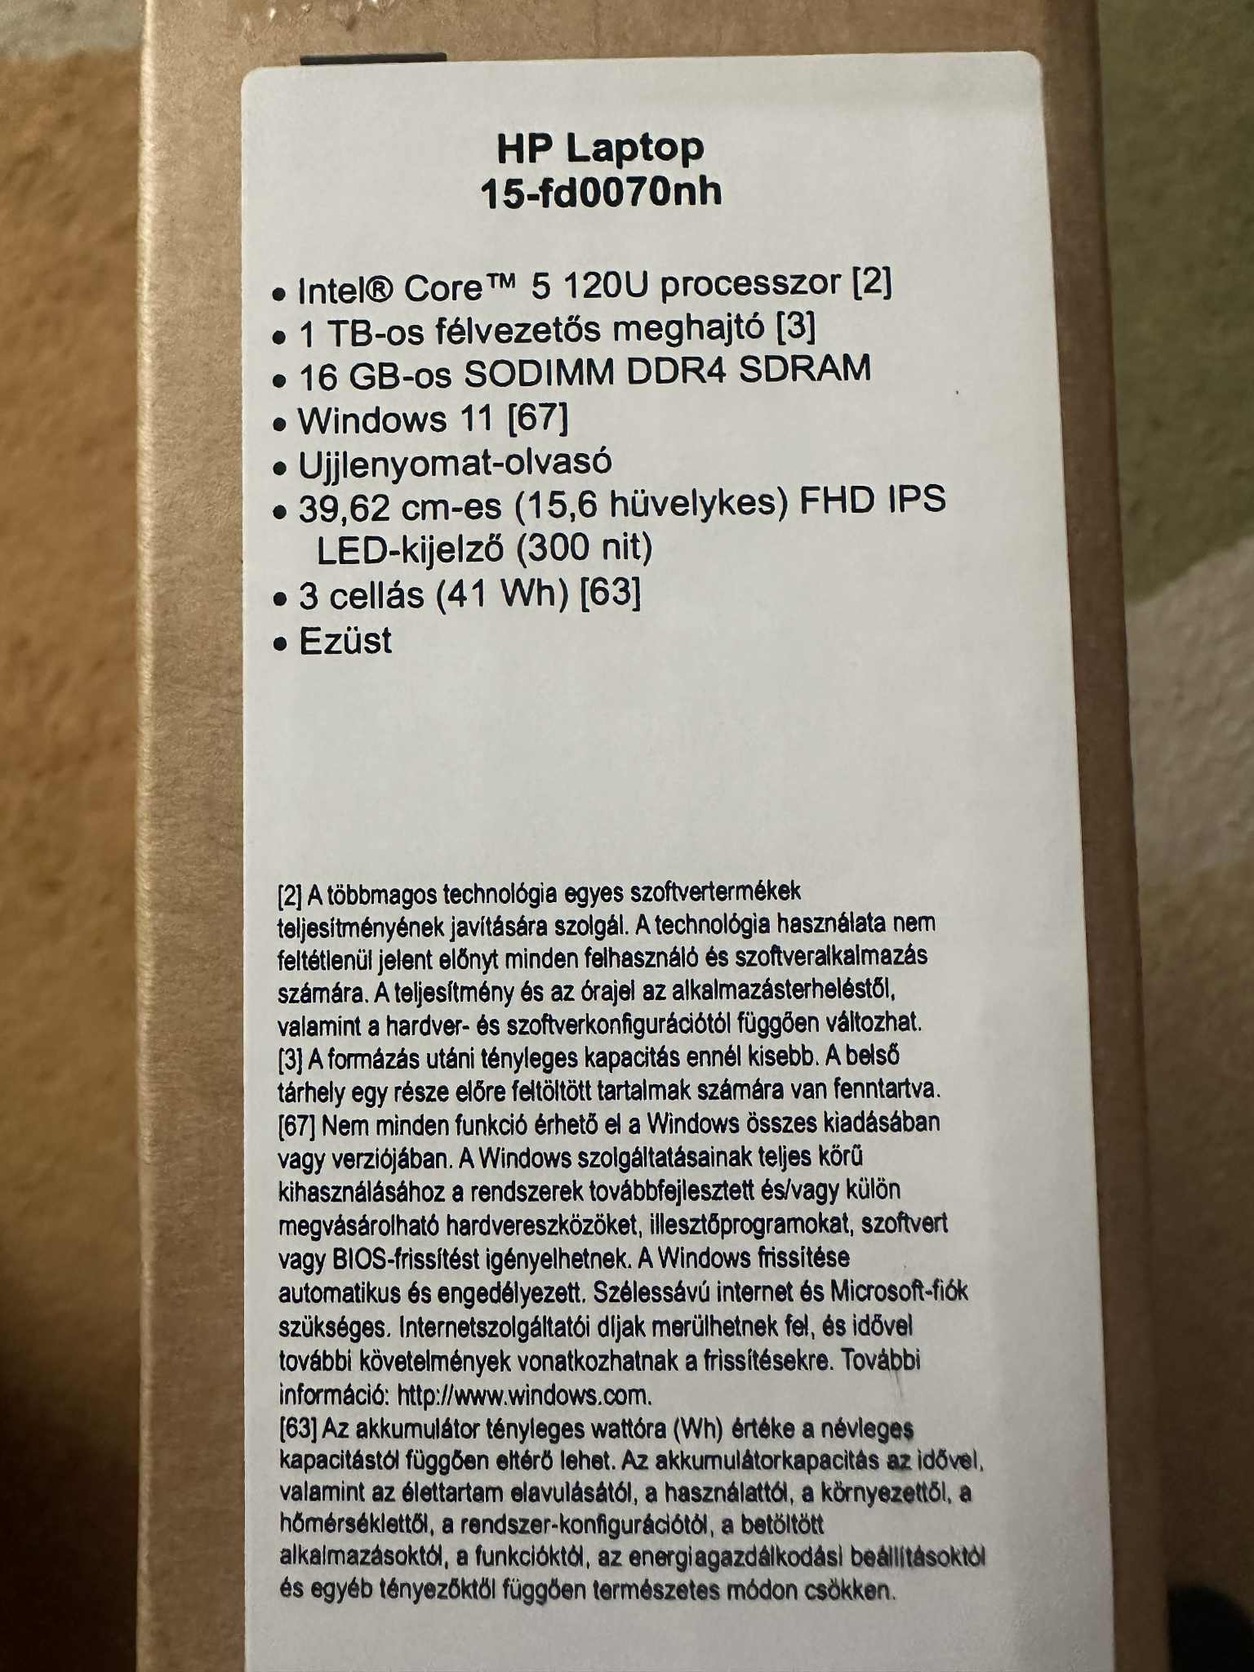 HP Laptop
15-fd0070nh
• Intel® Core™ 5 120U processzor [2]
• 1 TB-os félvezetős meghajtó [3]
• 16 GB-os SODIMM DDR4 SDRAM
• Windows 11 [67]
• Ujjlenyomat-olvasó
• 39,62 cm-es (15,6 hüvelykes) FHD IPS
LED-kijelző (300 nit)
• 3 cellás (41 Wh) [63]
• Ezüst
[2] A többmagos technológia egyes szoftvertermékek
teljesítményének javítására szolgál. A technológia használata nem
feltétlenül jelent előnyt minden felhasználó és szoftveralkalmazás
számára. A teljesítmény és az órajel az alkalmazásterheléstől,
valamint a hardver- és szoftverkonfigurációtól függően változhat.
[3] A formázás utáni tényleges kapacitás ennél kisebb. A belső
tárhely egy része előre feltöltött tartalmak számára van fenntartva.
[67] Nem minden funkció érhető el a Windows összes kiadásában
vagy verziójában. A Windows szolgáltatásainak teljes körű
kihasználásához a rendszerek továbbfejlesztett és/vagy külön
megvásárolható hardvereszközöket, illesztőprogramokat, szoftvert
vagy BIOS-frissítést igényelhetnek. A Windows frissítése
automatikus és engedélyezett. Szélessávú internet és Microsoft-fiók
szükséges. Internetszolgáltatói díjak merülhetnek fel, és idővel
további követelmények vonatkozhatnak a frissítésekre. További
információ: http://www.windows.com.
[63] Az akkumulátor tényleges wattóra (Wh) értéke a névleges
kapacitástól függően eltérő lehet. Az akkumulátorkapacitás az idővel,
valamint az élettartam elavulásától, a használattól, a környezettől, a
hőmérséklettől, a rendszer-konfigurációtól, a betöltött
alkalmazásoktól, a funkcióktól, az energiagazdálkodási beállításoktól
és egyéb tényezőktől függően természetes módon csökken.